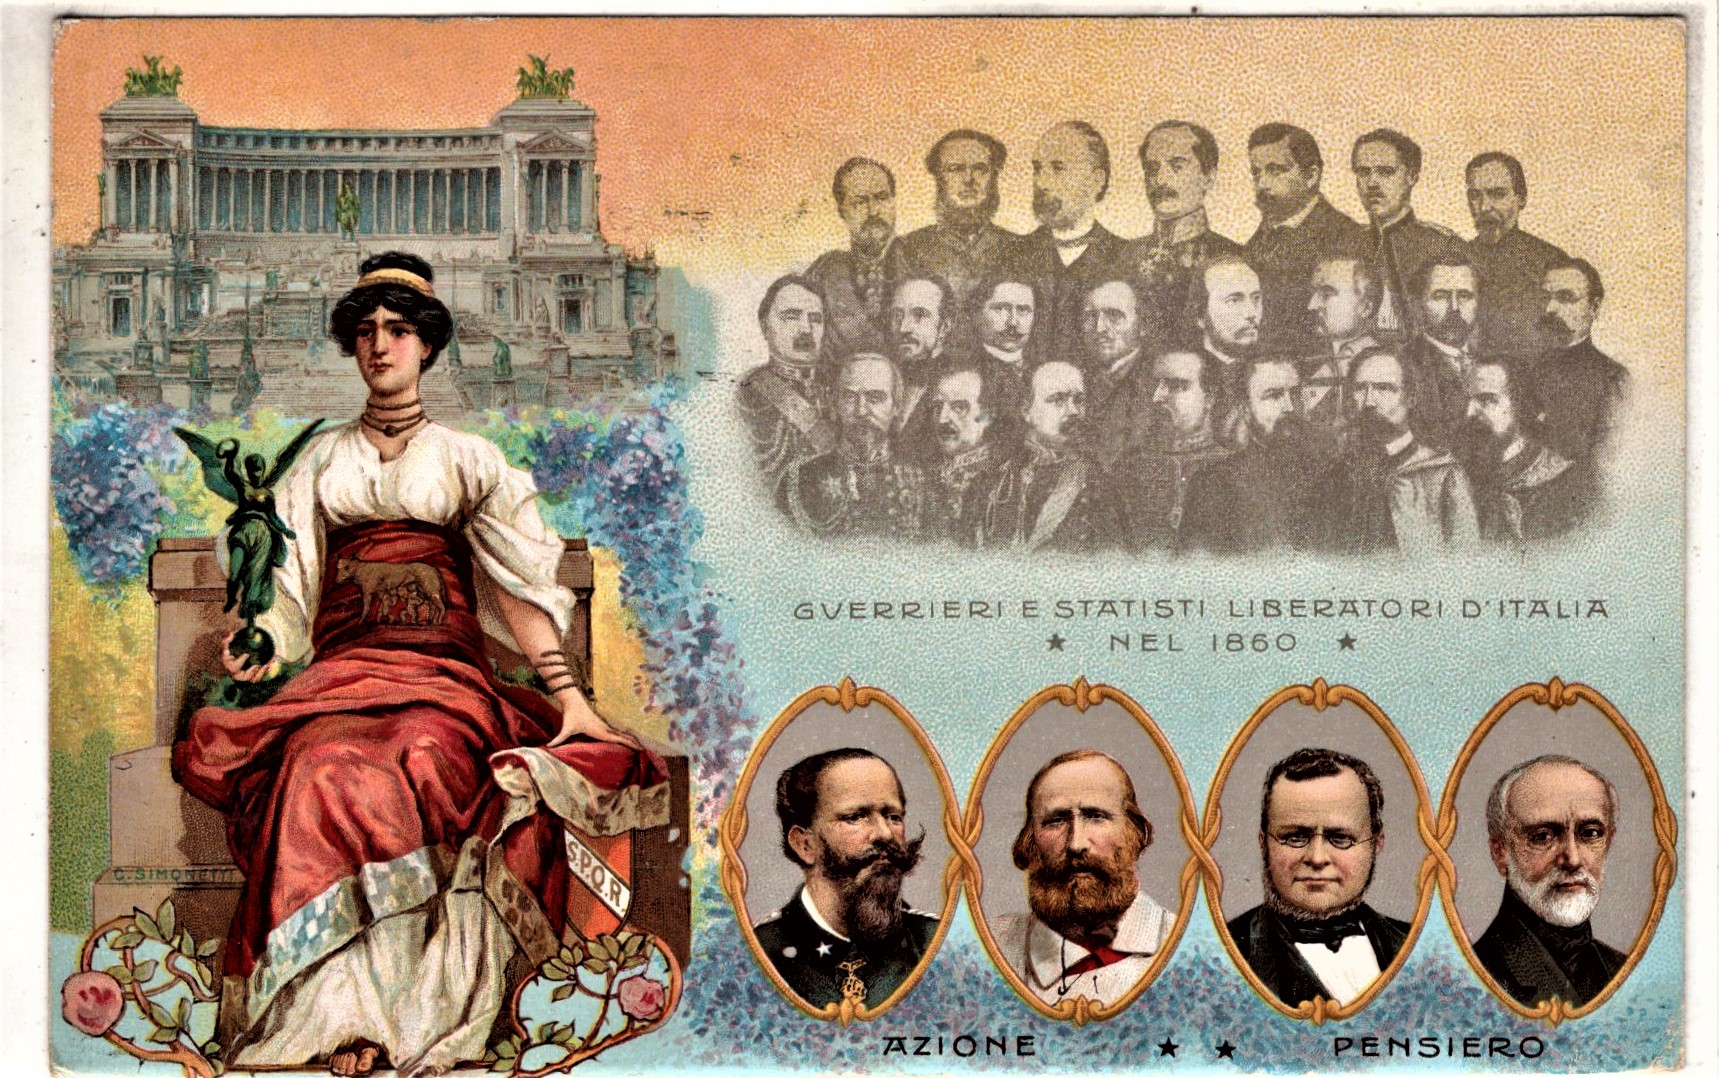 GVERRIERI E STATISTI LIBERATORI D'ITALIA
★ NEL 1860 ★
S.P.Q.R.
C. SIMONETTI
AZIONE ★ ★ PENSIERO